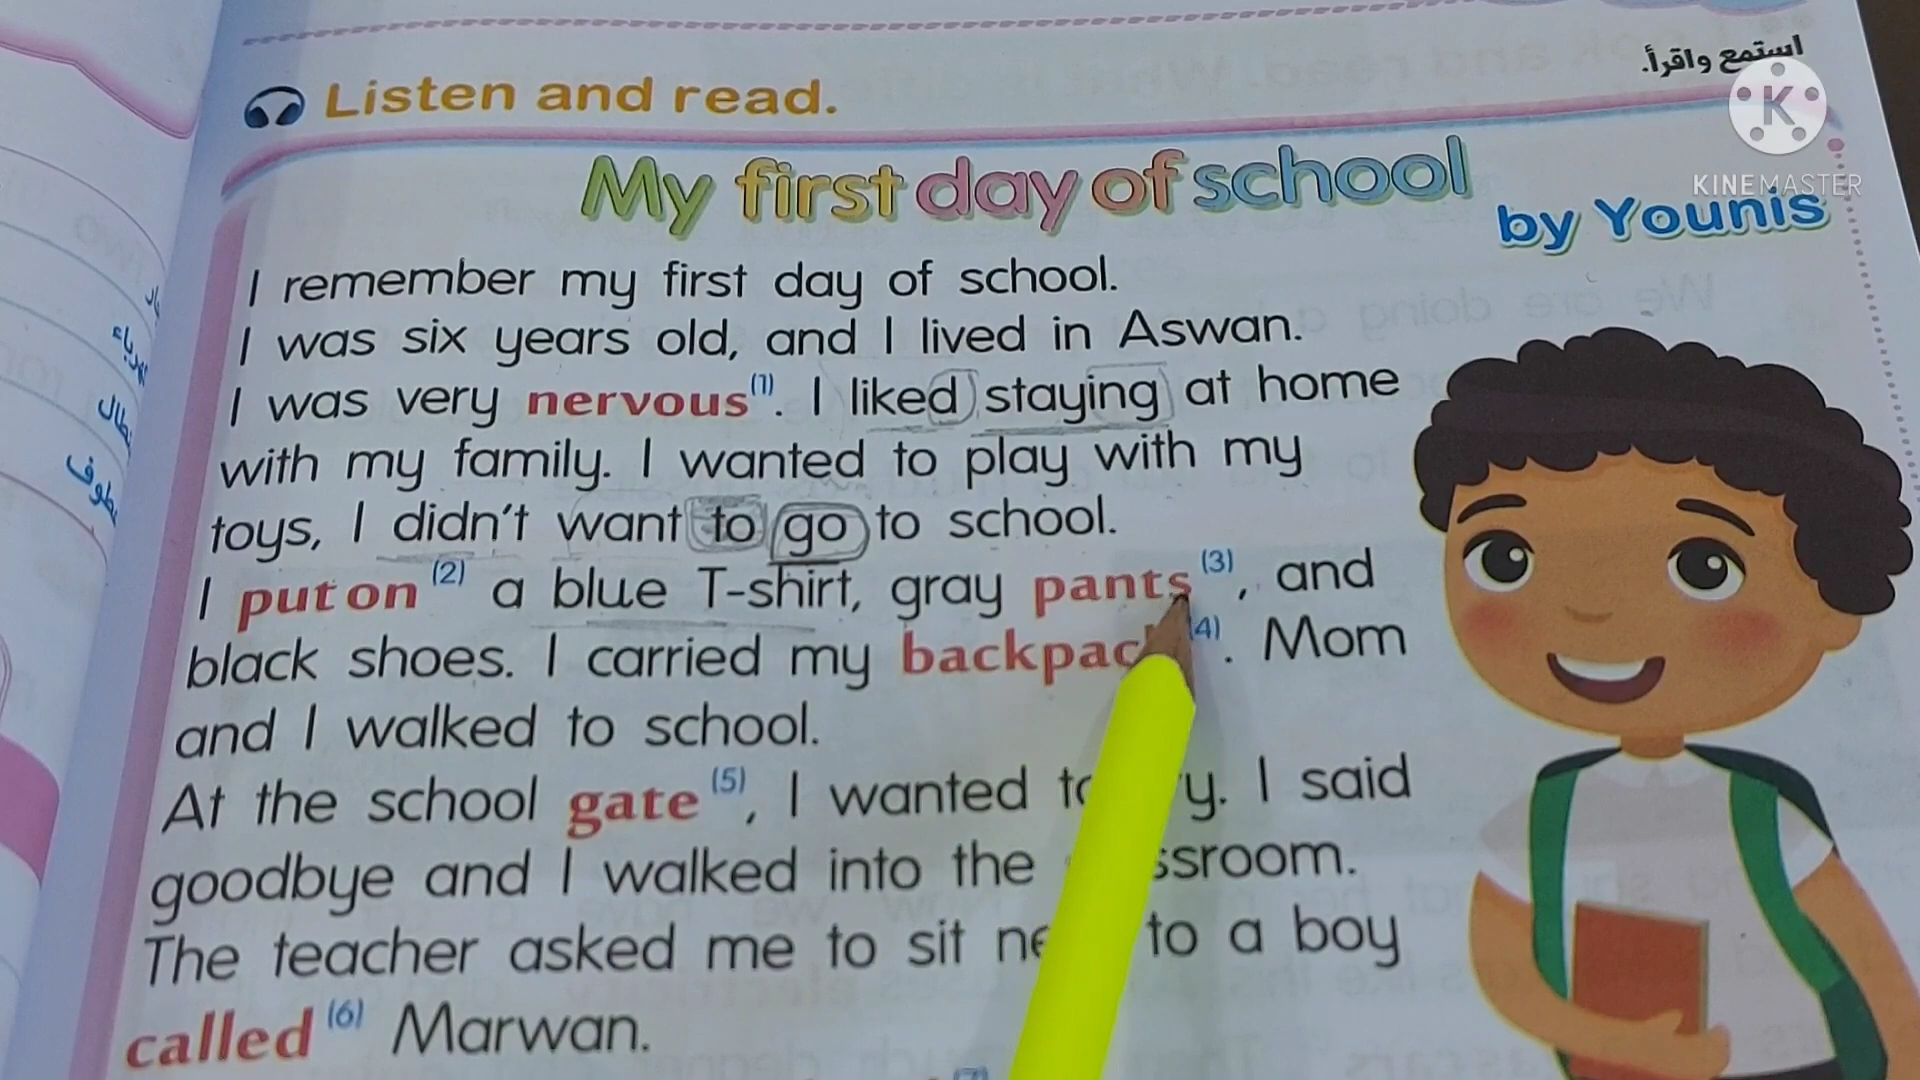 استمع واقرأ.
Listen and read.
K
KINEMASTER
My first day of school
by Younis
I remember my first day of school.
I was six years old, and I lived in Aswan.
I was very nervous(1). I liked staying at home
with my family. I wanted to play with my
toys, I didn't want to go to school.
I put on (2) a blue T-shirt, gray pants (3), and
black shoes. I carried my (4). Mom
and I walked to school.
At the school gate (5), I wanted I said
goodbye and I walked into the
The teacher asked me to sit to a boy
called (6) Marwan.